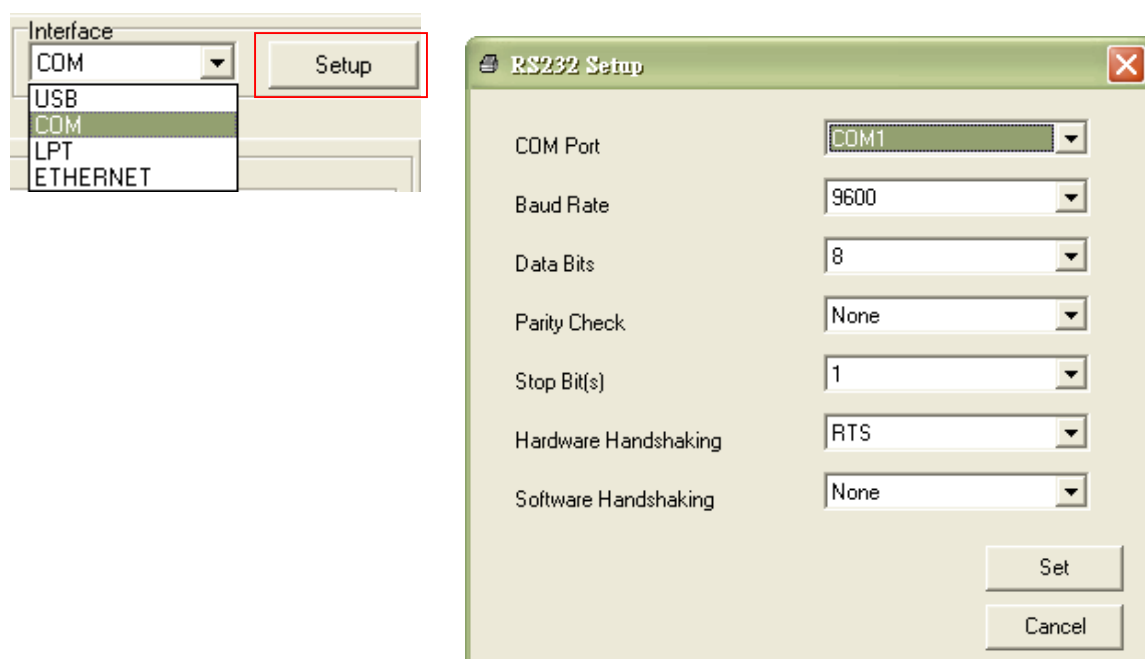 Interface
COM
Setup
USB
COM
LPT
ETHERNET
RS232 Setup
COM Port
COM1
Baud Rate
9600
Data Bits
8
Parity Check
None
Stop Bit(s)
1
Hardware Handshaking
RTS
Software Handshaking
None
Set
Cancel